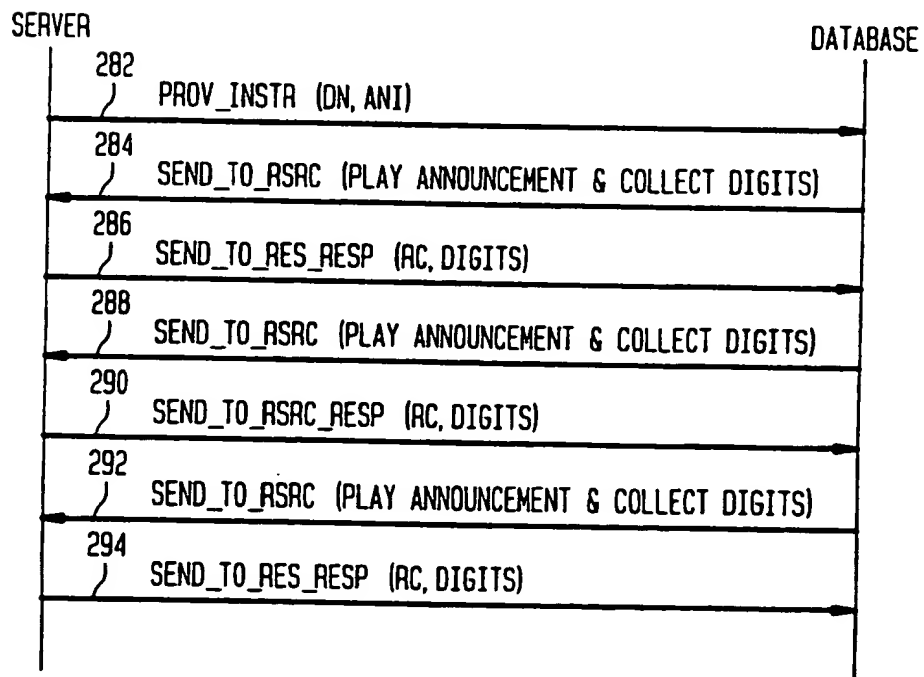 SERVER
DATABASE
282
PROV_INSTR (DN, ANI)
284
SEND_TO_RSRC (PLAY ANNOUNCEMENT & COLLECT DIGITS)
286
SEND_TO_RES_RESP (RC, DIGITS)
288
SEND_TO_RSRC (PLAY ANNOUNCEMENT & COLLECT DIGITS)
290
SEND_TO_RSRC_RESP (RC, DIGITS)
292
SEND_TO_RSRC (PLAY ANNOUNCEMENT & COLLECT DIGITS)
294
SEND_TO_RES_RESP (RC, DIGITS)